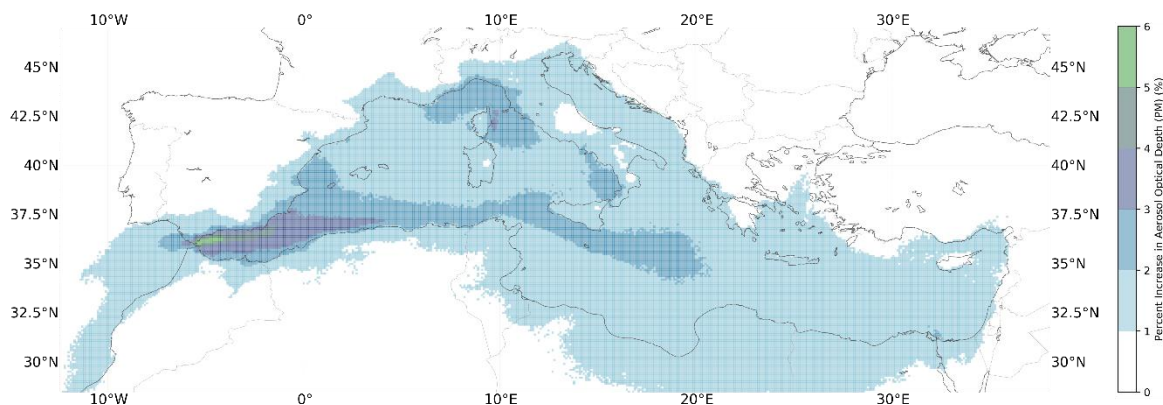 10°W 0° 10°E 20°E 30°E
45°N 45°N
42.5°N 42.5°N
40°N 40°N
37.5°N 37.5°N
35°N 35°N
32.5°N 32.5°N
30°N 30°N
10°W 0° 10°E 20°E 30°E
6
5
4
3
2
1
0
Percent Increase in Aerosol Optical Depth (PM) (%)